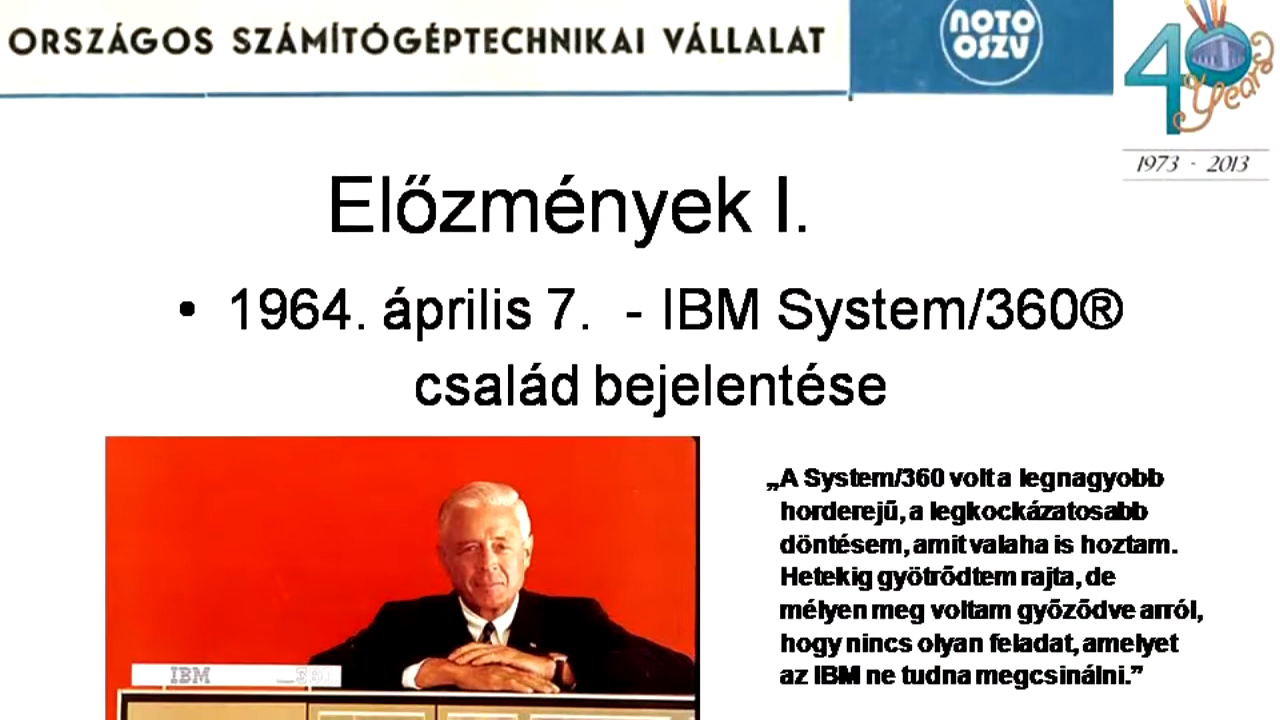 ORSZÁGOS SZÁMÍTÓGÉPTECHNIKAI VÁLLALAT
NOTO
OSZV
40
Years
1973 - 2013
Előzmények I.
• 1964. április 7. - IBM System/360®
család bejelentése
„A System/360 volt a legnagyobb
horderejű, a legkockázatosabb
döntésem, amit valaha is hoztam.
Hetekig gyötrődtem rajta, de
mélyen meg voltam győződve arról,
hogy nincs olyan feladat, amelyet
az IBM ne tudna megcsinálni.”
IBM